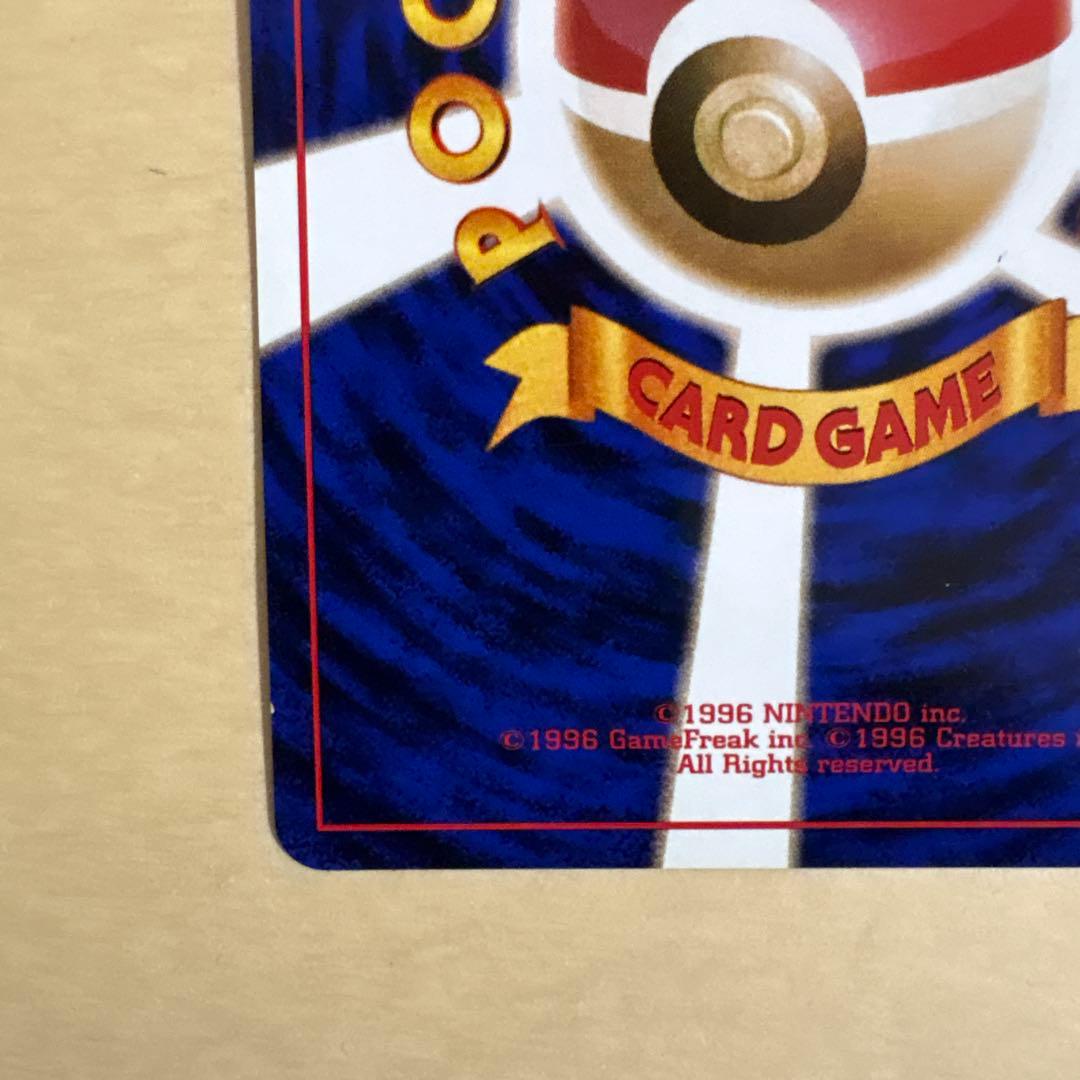 POC
CARD GAME
©1996 NINTENDO inc.
©1996 GameFreak inc. ©1996 Creatures
All Rights reserved.